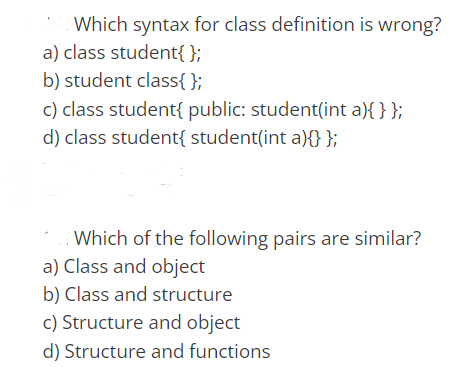 Which syntax for class definition is wrong?
a) class student{ };
b) student class{ };
c) class student{ public: student(int a){ } };
d) class student{ student(int a){} };
Which of the following pairs are similar?
a) Class and object
b) Class and structure
c) Structure and object
d) Structure and functions